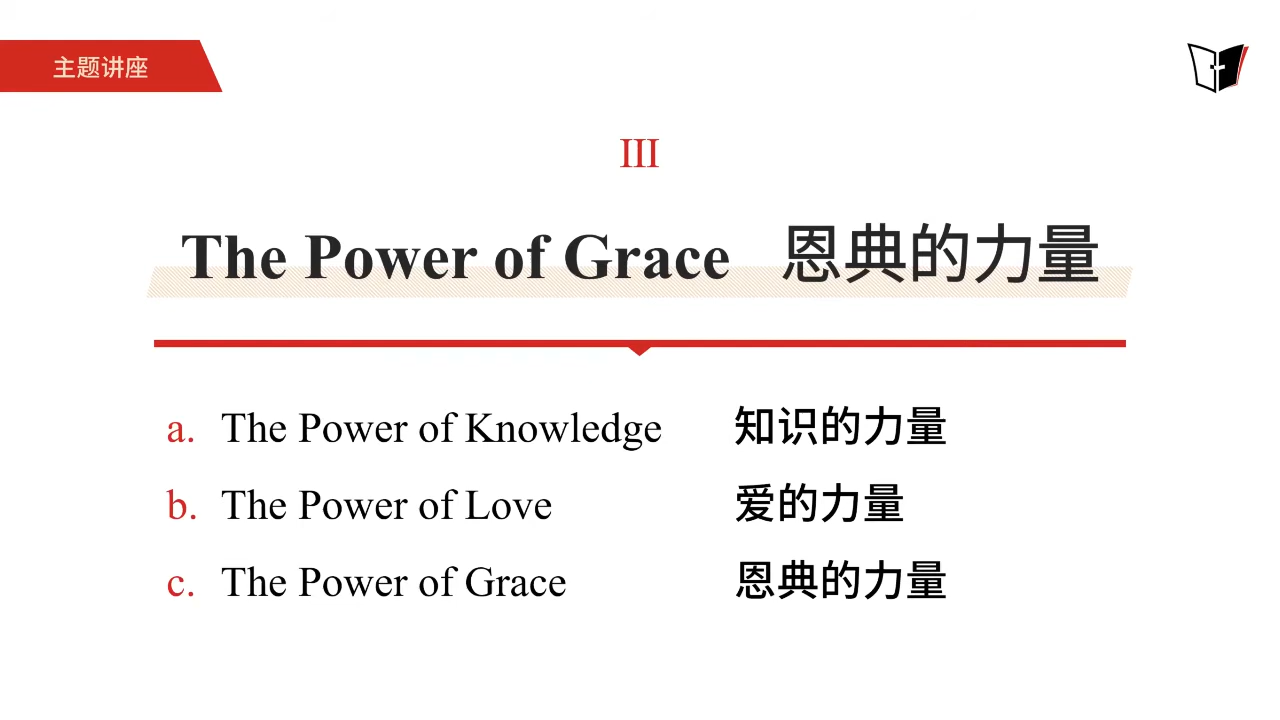 主题讲座
III
The Power of Grace 恩典的力量
a. The Power of Knowledge 知识的力量
b. The Power of Love 爱的力量
c. The Power of Grace 恩典的力量